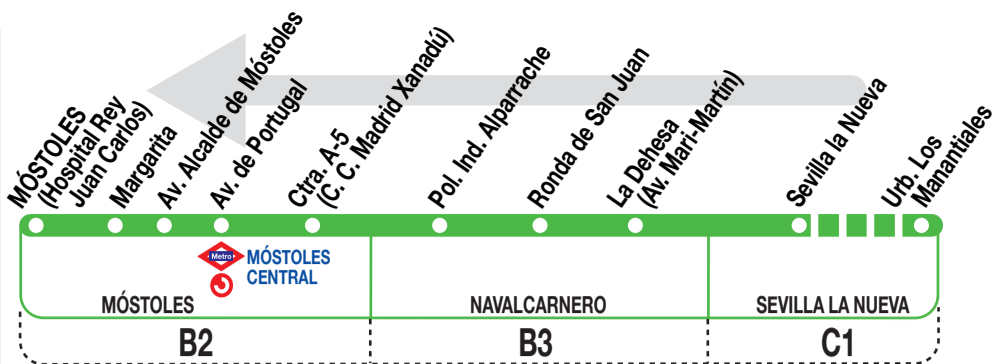 MÓSTOLES
(Hospital Rey
Juan Carlos)
Margarita
Av. Alcalde de Móstoles
Av. de Portugal
Ctra. A-5
(C. C. Madrid Xanadú)
Pol. Ind. Alparrache
Ronda de San Juan
La Dehesa
(Av. Mari-Martín)
Sevilla la Nueva
Urb. Los
Manantiales
Metro
MÓSTOLES
CENTRAL
MÓSTOLES
NAVALCARNERO
SEVILLA LA NUEVA
B2
B3
C1